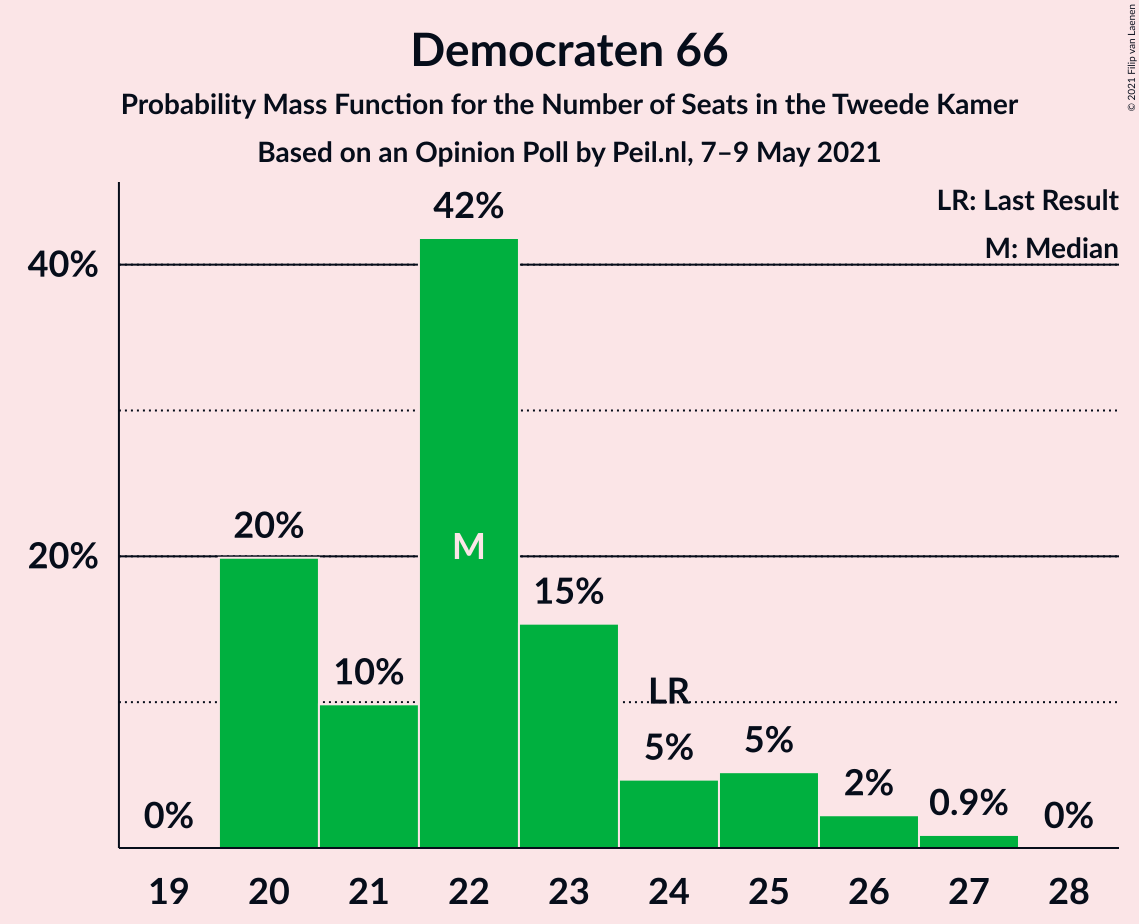 © 2021 Filip van Laenen
Democraten 66
Probability Mass Function for the Number of Seats in the Tweede Kamer
Based on an Opinion Poll by Peil.nl, 7–9 May 2021
LR: Last Result
M: Median
40%
20%
0%
20%
10%
42%
M
15%
LR
5%
5%
2%
0.9%
0%
19 20 21 22 23 24 25 26 27 28